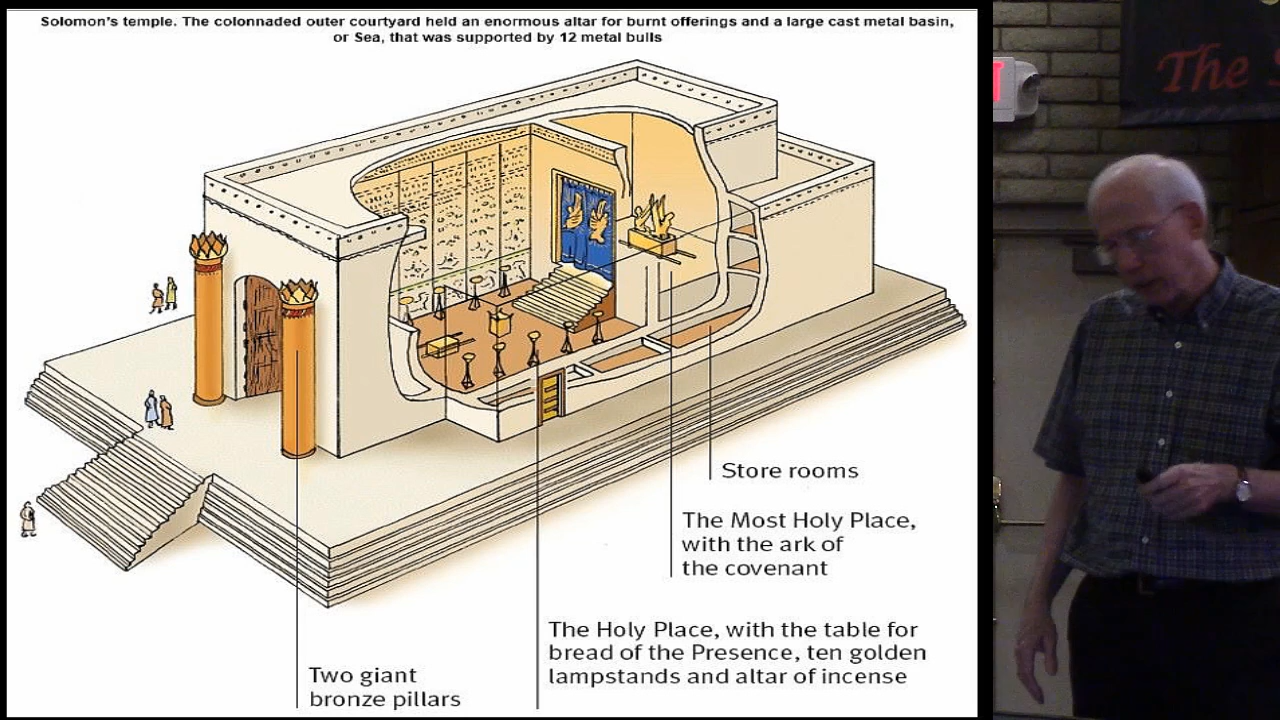 Solomon's temple. The colonnaded outer courtyard held an enormous altar for burnt offerings and a large cast metal basin,
or Sea, that was supported by 12 metal bulls
The
Store rooms
The Most Holy Place,
with the ark of
the covenant
The Holy Place, with the table for
bread of the Presence, ten golden
lampstands and altar of incense
Two giant
bronze pillars